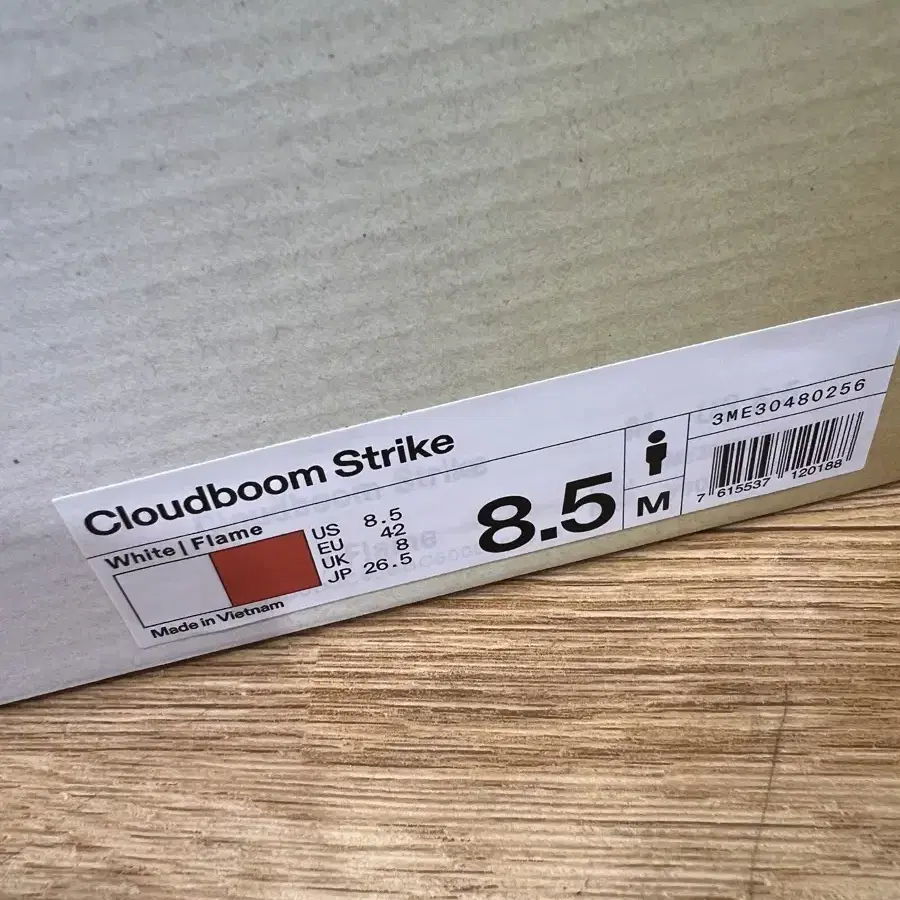 Cloudboom Strike
White | Flame
US 8.5
EU 42
UK 8
JP 26.5
Made in Vietnam
8.5
M
3ME30480256
7 615537 120188